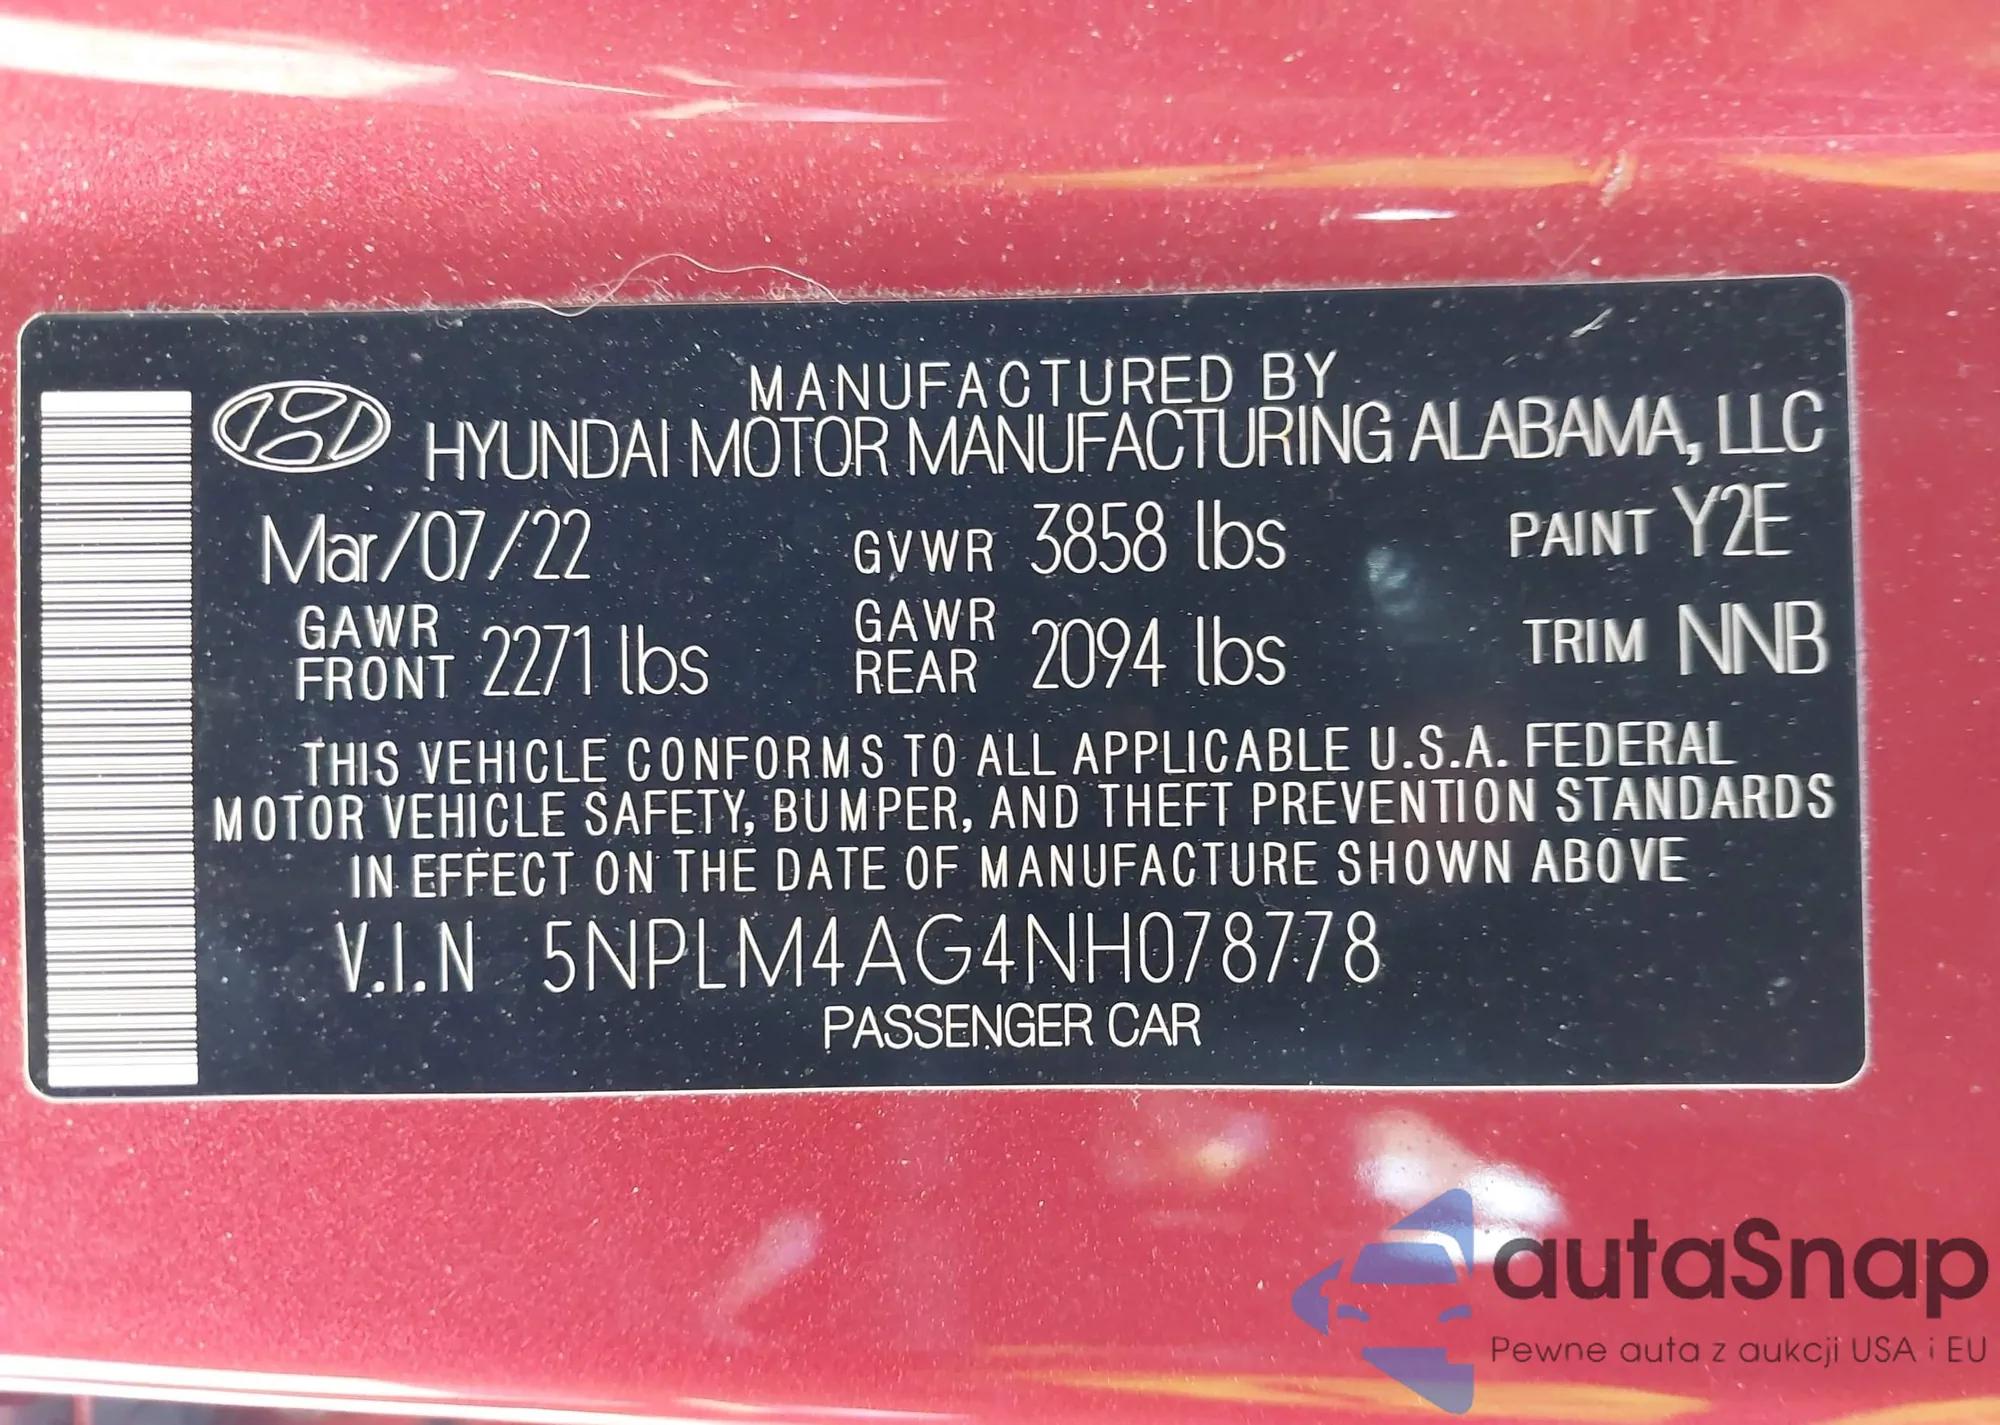 MANUFACTURED BY
HYUNDAI MOTOR MANUFACTURING ALABAMA, LLC
Mar/07/22 GVWR 3858 lbs PAINT Y2E
GAWR FRONT 2271 lbs GAWR REAR 2094 lbs TRIM NNB
THIS VEHICLE CONFORMS TO ALL APPLICABLE U.S.A. FEDERAL
MOTOR VEHICLE SAFETY, BUMPER, AND THEFT PREVENTION STANDARDS
IN EFFECT ON THE DATE OF MANUFACTURE SHOWN ABOVE
V.I.N 5NPLM4AG4NH078778
PASSENGER CAR
autaSnap
Pewne auta z aukcji USA i EU